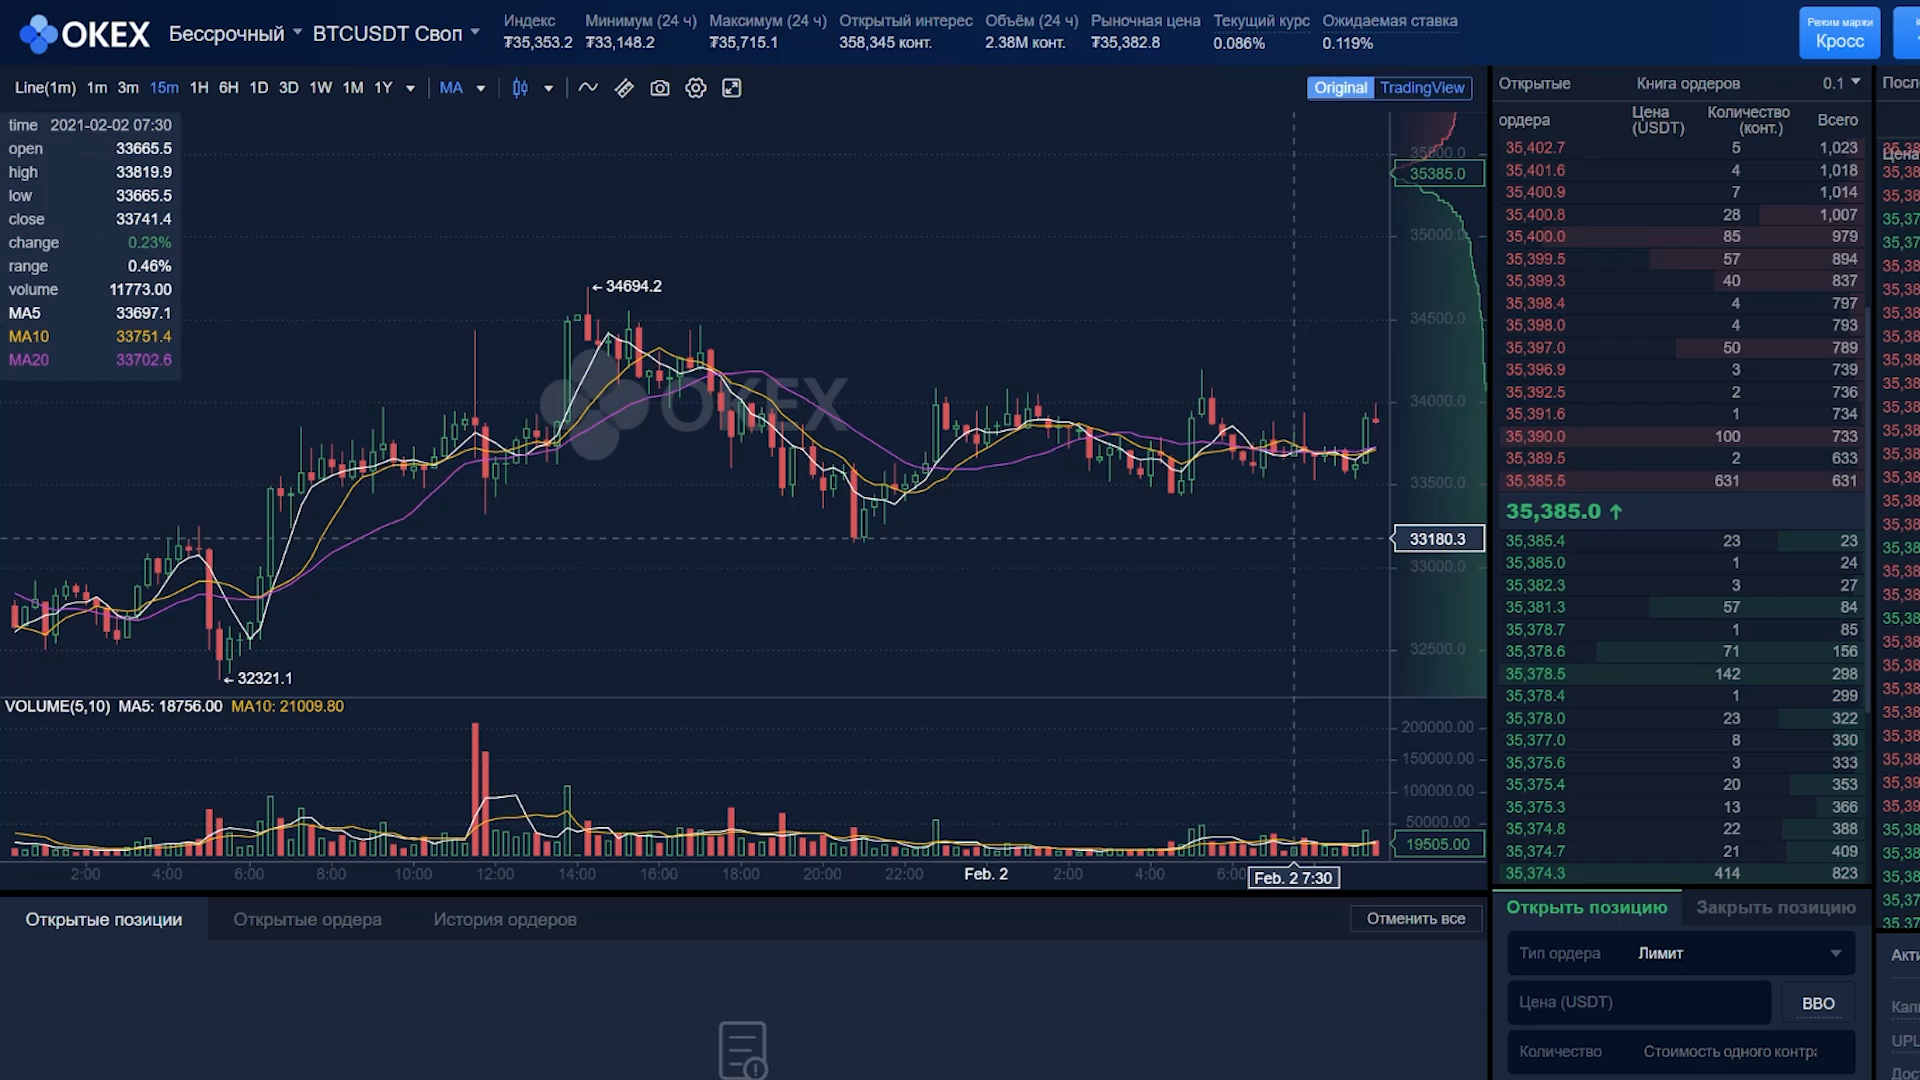 OKEX Бессрочный BTCUSDT Своп
Индекс Минимум (24 ч) Максимум (24 ч) Открытый интерес Объём (24 ч) Рыночная цена Текущий курс Ожидаемая ставка
₮35,353.2 ₮33,148.2 ₮35,715.1 358,345 конт. 2.38M конт. ₮35,382.8 0.086% 0.119%
Режим маржи
Кросс
Line(1m) 1m 3m 15m 1H 6H 1D 3D 1W 1M 1Y MA
Original TradingView
time 2021-02-02 07:30
open 33665.5
high 33819.9
low 33665.5
close 33741.4
change 0.23%
range 0.46%
volume 11773.00
MA5 33697.1
MA10 33751.4
MA20 33702.6
34694.2
32321.1
OKEX
35385.0
35000.0
34500.0
34000.0
33500.0
33180.3
33000.0
32500.0
VOLUME(5,10) MA5: 18756.00 MA10: 21009.80
200000.00
150000.00
100000.00
50000.00
19505.00
2:00 4:00 6:00 8:00 10:00 12:00 14:00 16:00 18:00 20:00 22:00 Feb. 2 2:00 4:00 Feb. 2 7:30
Открытые позиции Открытые ордера История ордеров Отменить все
Открытые ордера
Книга ордеров 0.1
Цена (USDT) Количество (конт.) Всего
35,402.7 5 1,023
35,401.6 4 1,018
35,400.9 7 1,014
35,400.8 28 1,007
35,400.0 85 979
35,399.5 57 894
35,399.3 40 837
35,398.4 4 797
35,398.0 4 793
35,397.0 50 789
35,396.9 3 739
35,392.5 2 736
35,391.6 1 734
35,390.0 100 733
35,389.5 2 633
35,385.5 631 631
35,385.0 ↑
35,385.4 23 23
35,385.0 1 24
35,382.3 3 27
35,381.3 57 84
35,378.7 1 85
35,378.6 71 156
35,378.5 142 298
35,378.4 1 299
35,378.0 23 322
35,377.0 8 330
35,375.6 3 333
35,375.4 20 353
35,375.3 13 366
35,374.8 22 388
35,374.7 21 409
35,374.3 414 823
Открыть позицию Закрыть позицию
Тип ордера Лимит
Цена (USDT) BBO
Количество Стоимость одного контра